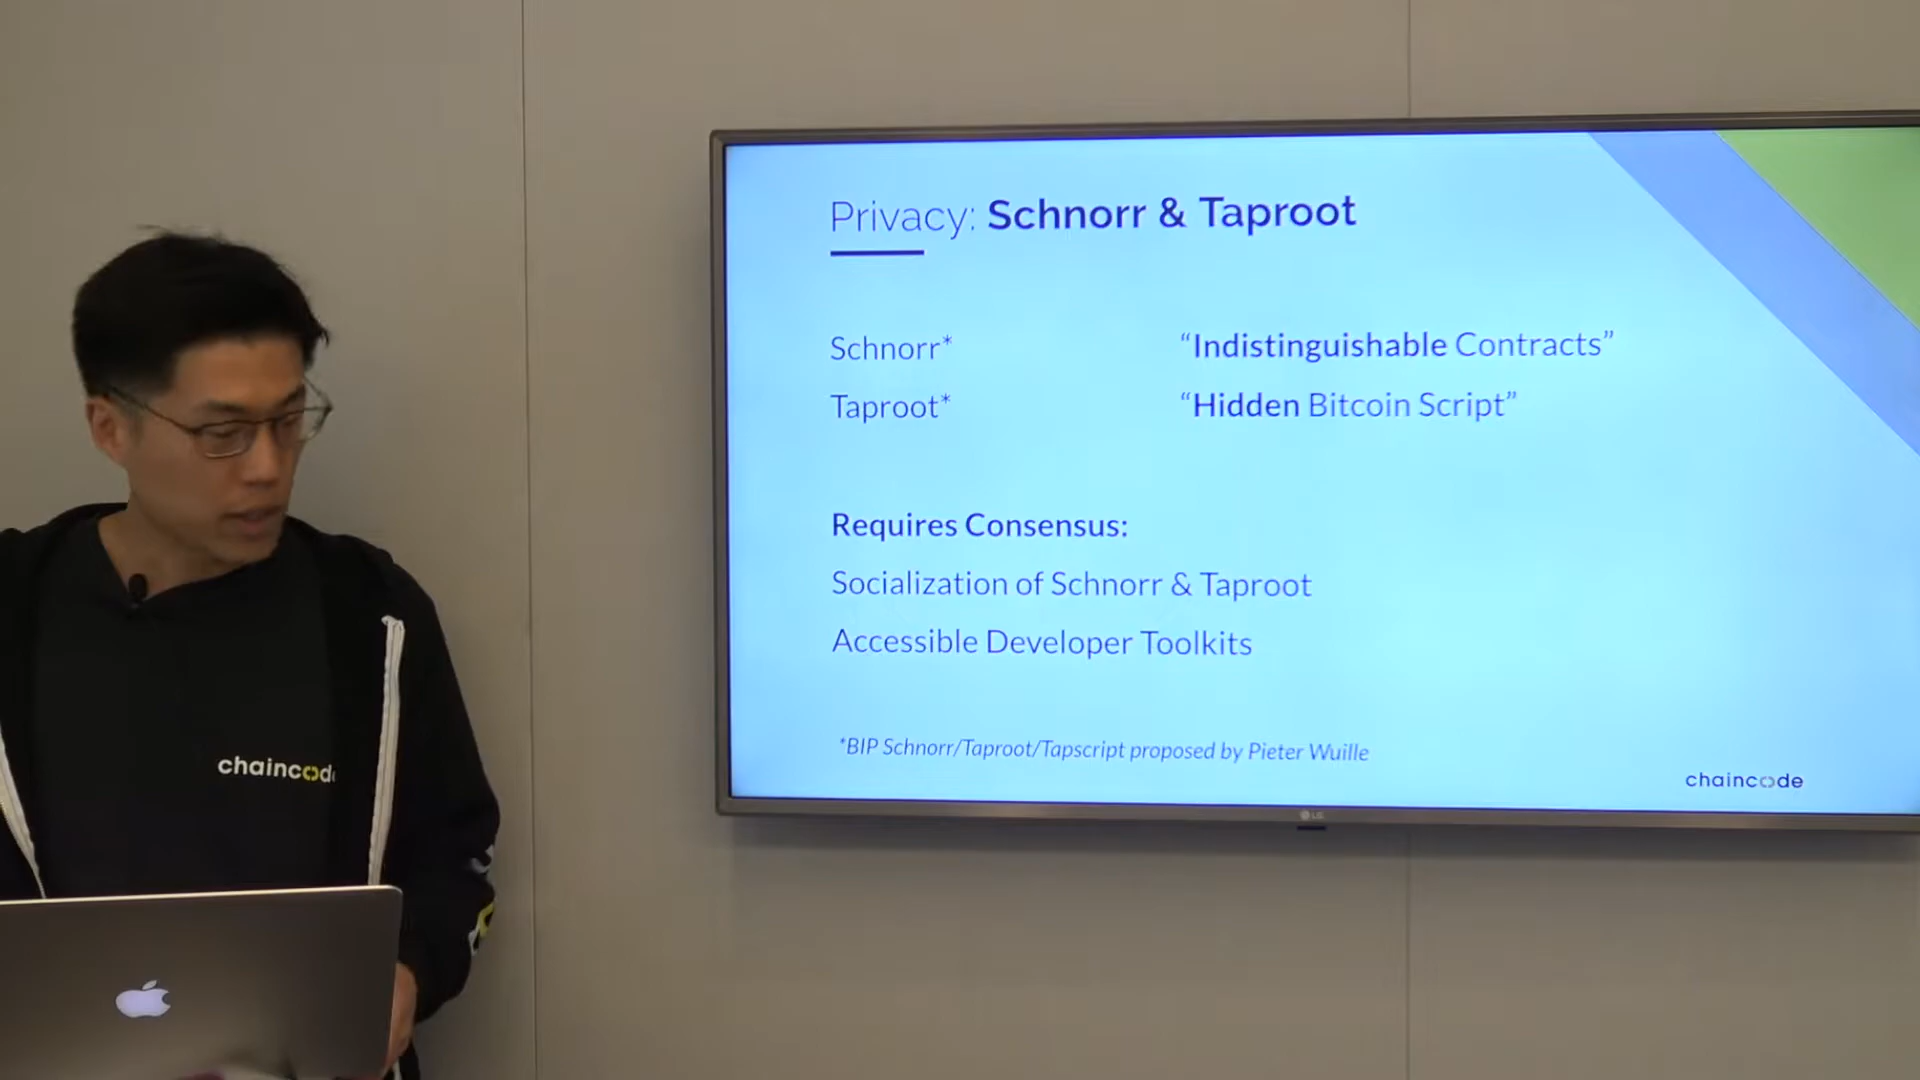 Privacy: Schnorr & Taproot
Schnorr* “Indistinguishable Contracts”
Taproot* “Hidden Bitcoin Script”
Requires Consensus:
Socialization of Schnorr & Taproot
Accessible Developer Toolkits
*BIP Schnorr/Taproot/Tapscript proposed by Pieter Wuille
chaincode
chaincode
LG